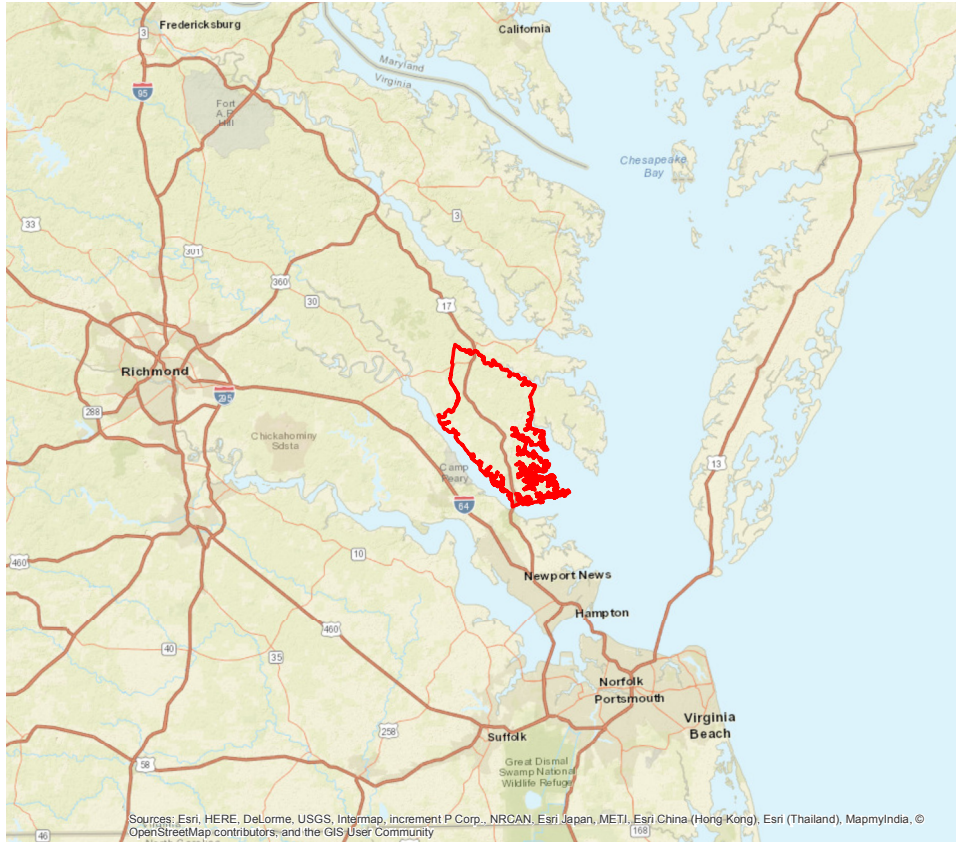 Fredericksburg
California
3
Maryland
Virginia
95
Fort
A.P.
Hill
Chesapeake
Bay
3
33
301
360
30
17
Richmond
295
288
Chickahominy
Sdsta
13
Camp
Peary
64
10
460
Newport News
Hampton
460
40
35
Norfolk
Portsmouth
Virginia
Beach
258
Suffolk
58
Great Dismal
Swamp National
Wildlife Refuge
Sources: Esri, HERE, DeLorme, USGS, Intermap, increment P Corp., NRCAN, Esri Japan, METI, Esri China (Hong Kong), Esri (Thailand), MapmyIndia, ©
OpenStreetMap contributors, and the GIS User Community
46
168